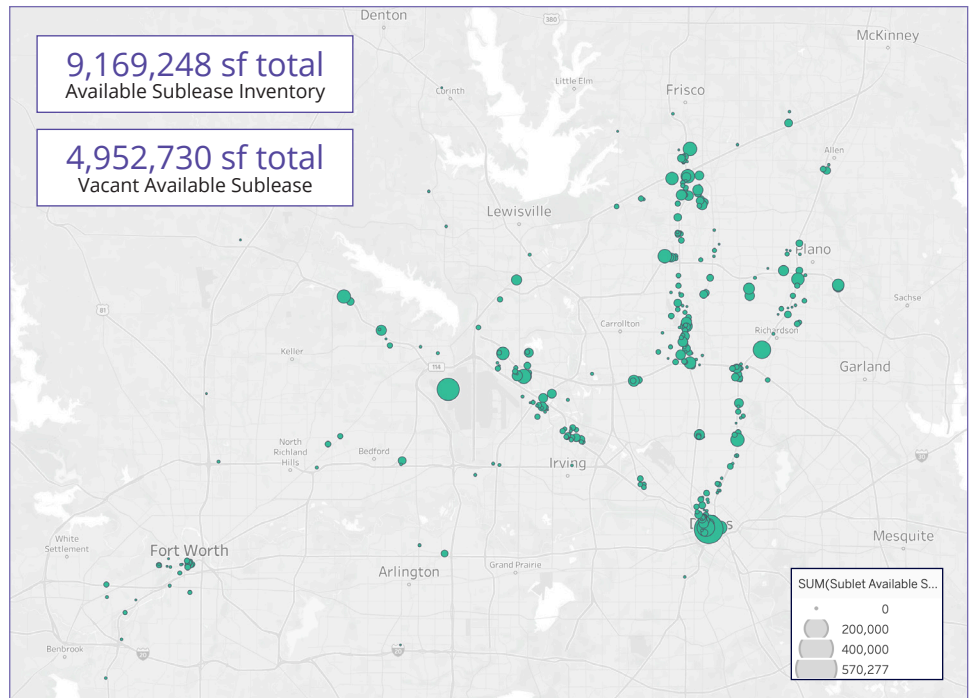 Denton
380
McKinney
9,169,248 sf total
Available Sublease Inventory
Little Elm
Corinth
Frisco
4,952,730 sf total
Vacant Available Sublease
Allen
Lewisville
Plano
Sachse
81
Carrollton
Richardson
Keller
114
Garland
North
Richland
Hills
Bedford
Irving
30
White
Settlement
Fort Worth
Mesquite
Arlington
Grand Prairie
SUM(Sublet Available S...
0
200,000
400,000
570,277
Benbrook
20
20